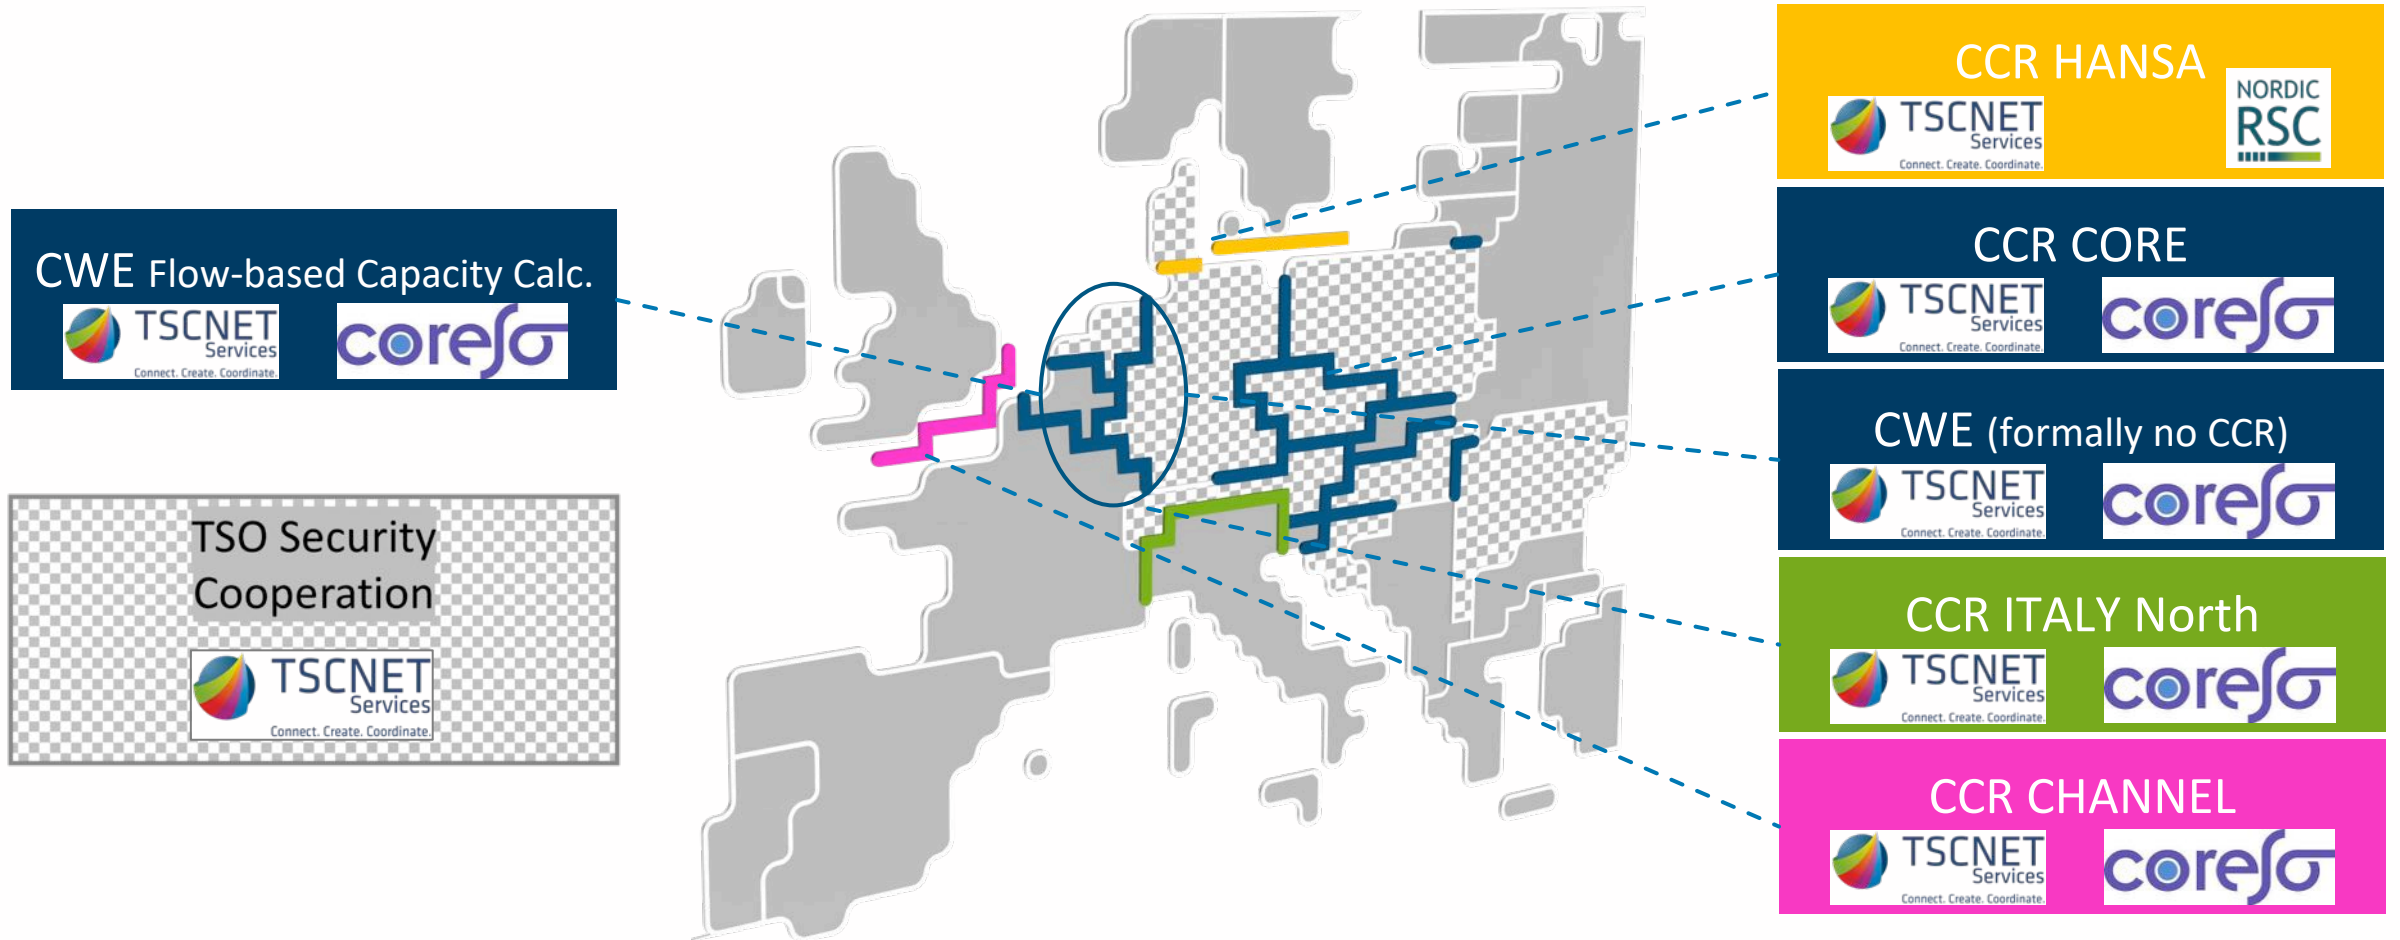 CWE Flow-based Capacity Calc.
TSCNET
Services
Connect. Create. Coordinate.
coreso
TSO Security
Cooperation
TSCNET
Services
Connect. Create. Coordinate.
CCR HANSA
TSCNET
Services
Connect. Create. Coordinate.
NORDIC
RSC
CCR CORE
TSCNET
Services
Connect. Create. Coordinate.
coreso
CWE (formally no CCR)
TSCNET
Services
Connect. Create. Coordinate.
coreso
CCR ITALY North
TSCNET
Services
Connect. Create. Coordinate.
coreso
CCR CHANNEL
TSCNET
Services
Connect. Create. Coordinate.
coreso